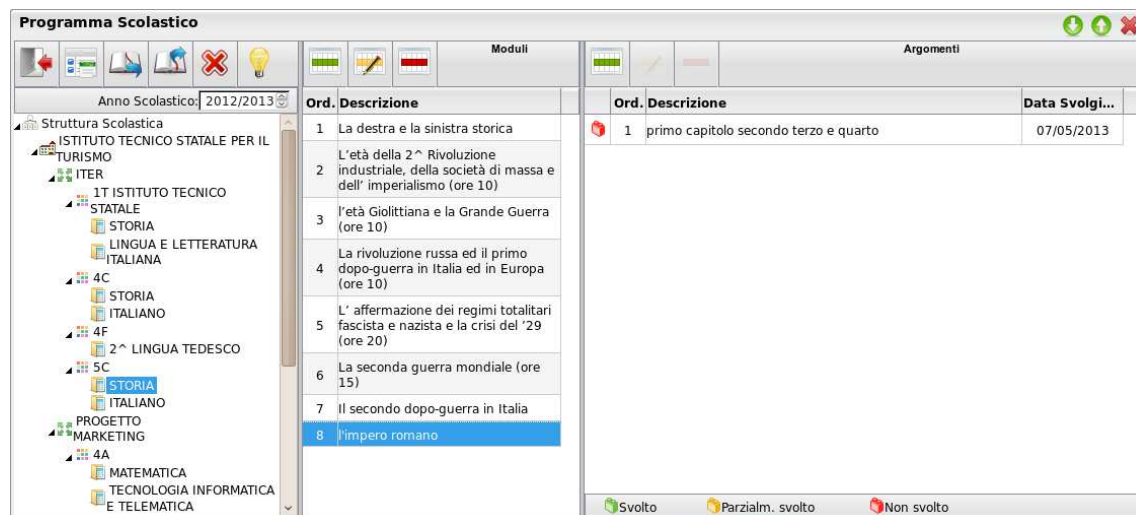 Programma Scolastico
Moduli
Argomenti
Anno Scolastico: 2012/2013
Struttura Scolastica
ISTITUTO TECNICO STATALE PER IL
TURISMO
ITER
1T ISTITUTO TECNICO
STATALE
STORIA
LINGUA E LETTERATURA
ITALIANA
4C
STORIA
ITALIANO
4F
2^ LINGUA TEDESCO
5C
STORIA
ITALIANO
PROGETTO
MARKETING
4A
MATEMATICA
TECNOLOGIA INFORMATICA
E TELEMATICA
Ord. Descrizione
1 La destra e la sinistra storica
2 L'età della 2^ Rivoluzione
industriale, della società di massa e
dell' imperialismo (ore 10)
3 l'età Giolittiana e la Grande Guerra
(ore 10)
4 La rivoluzione russa ed il primo
dopo-guerra in Italia ed in Europa
(ore 10)
5 L' affermazione dei regimi totalitari
fascista e nazista e la crisi del '29
(ore 20)
6 La seconda guerra mondiale (ore
15)
7 Il secondo dopo-guerra in Italia
8 l'impero romano
Ord. Descrizione Data Svolgi...
1 primo capitolo secondo terzo e quarto 07/05/2013
Svolto Parzialm. svolto Non svolto